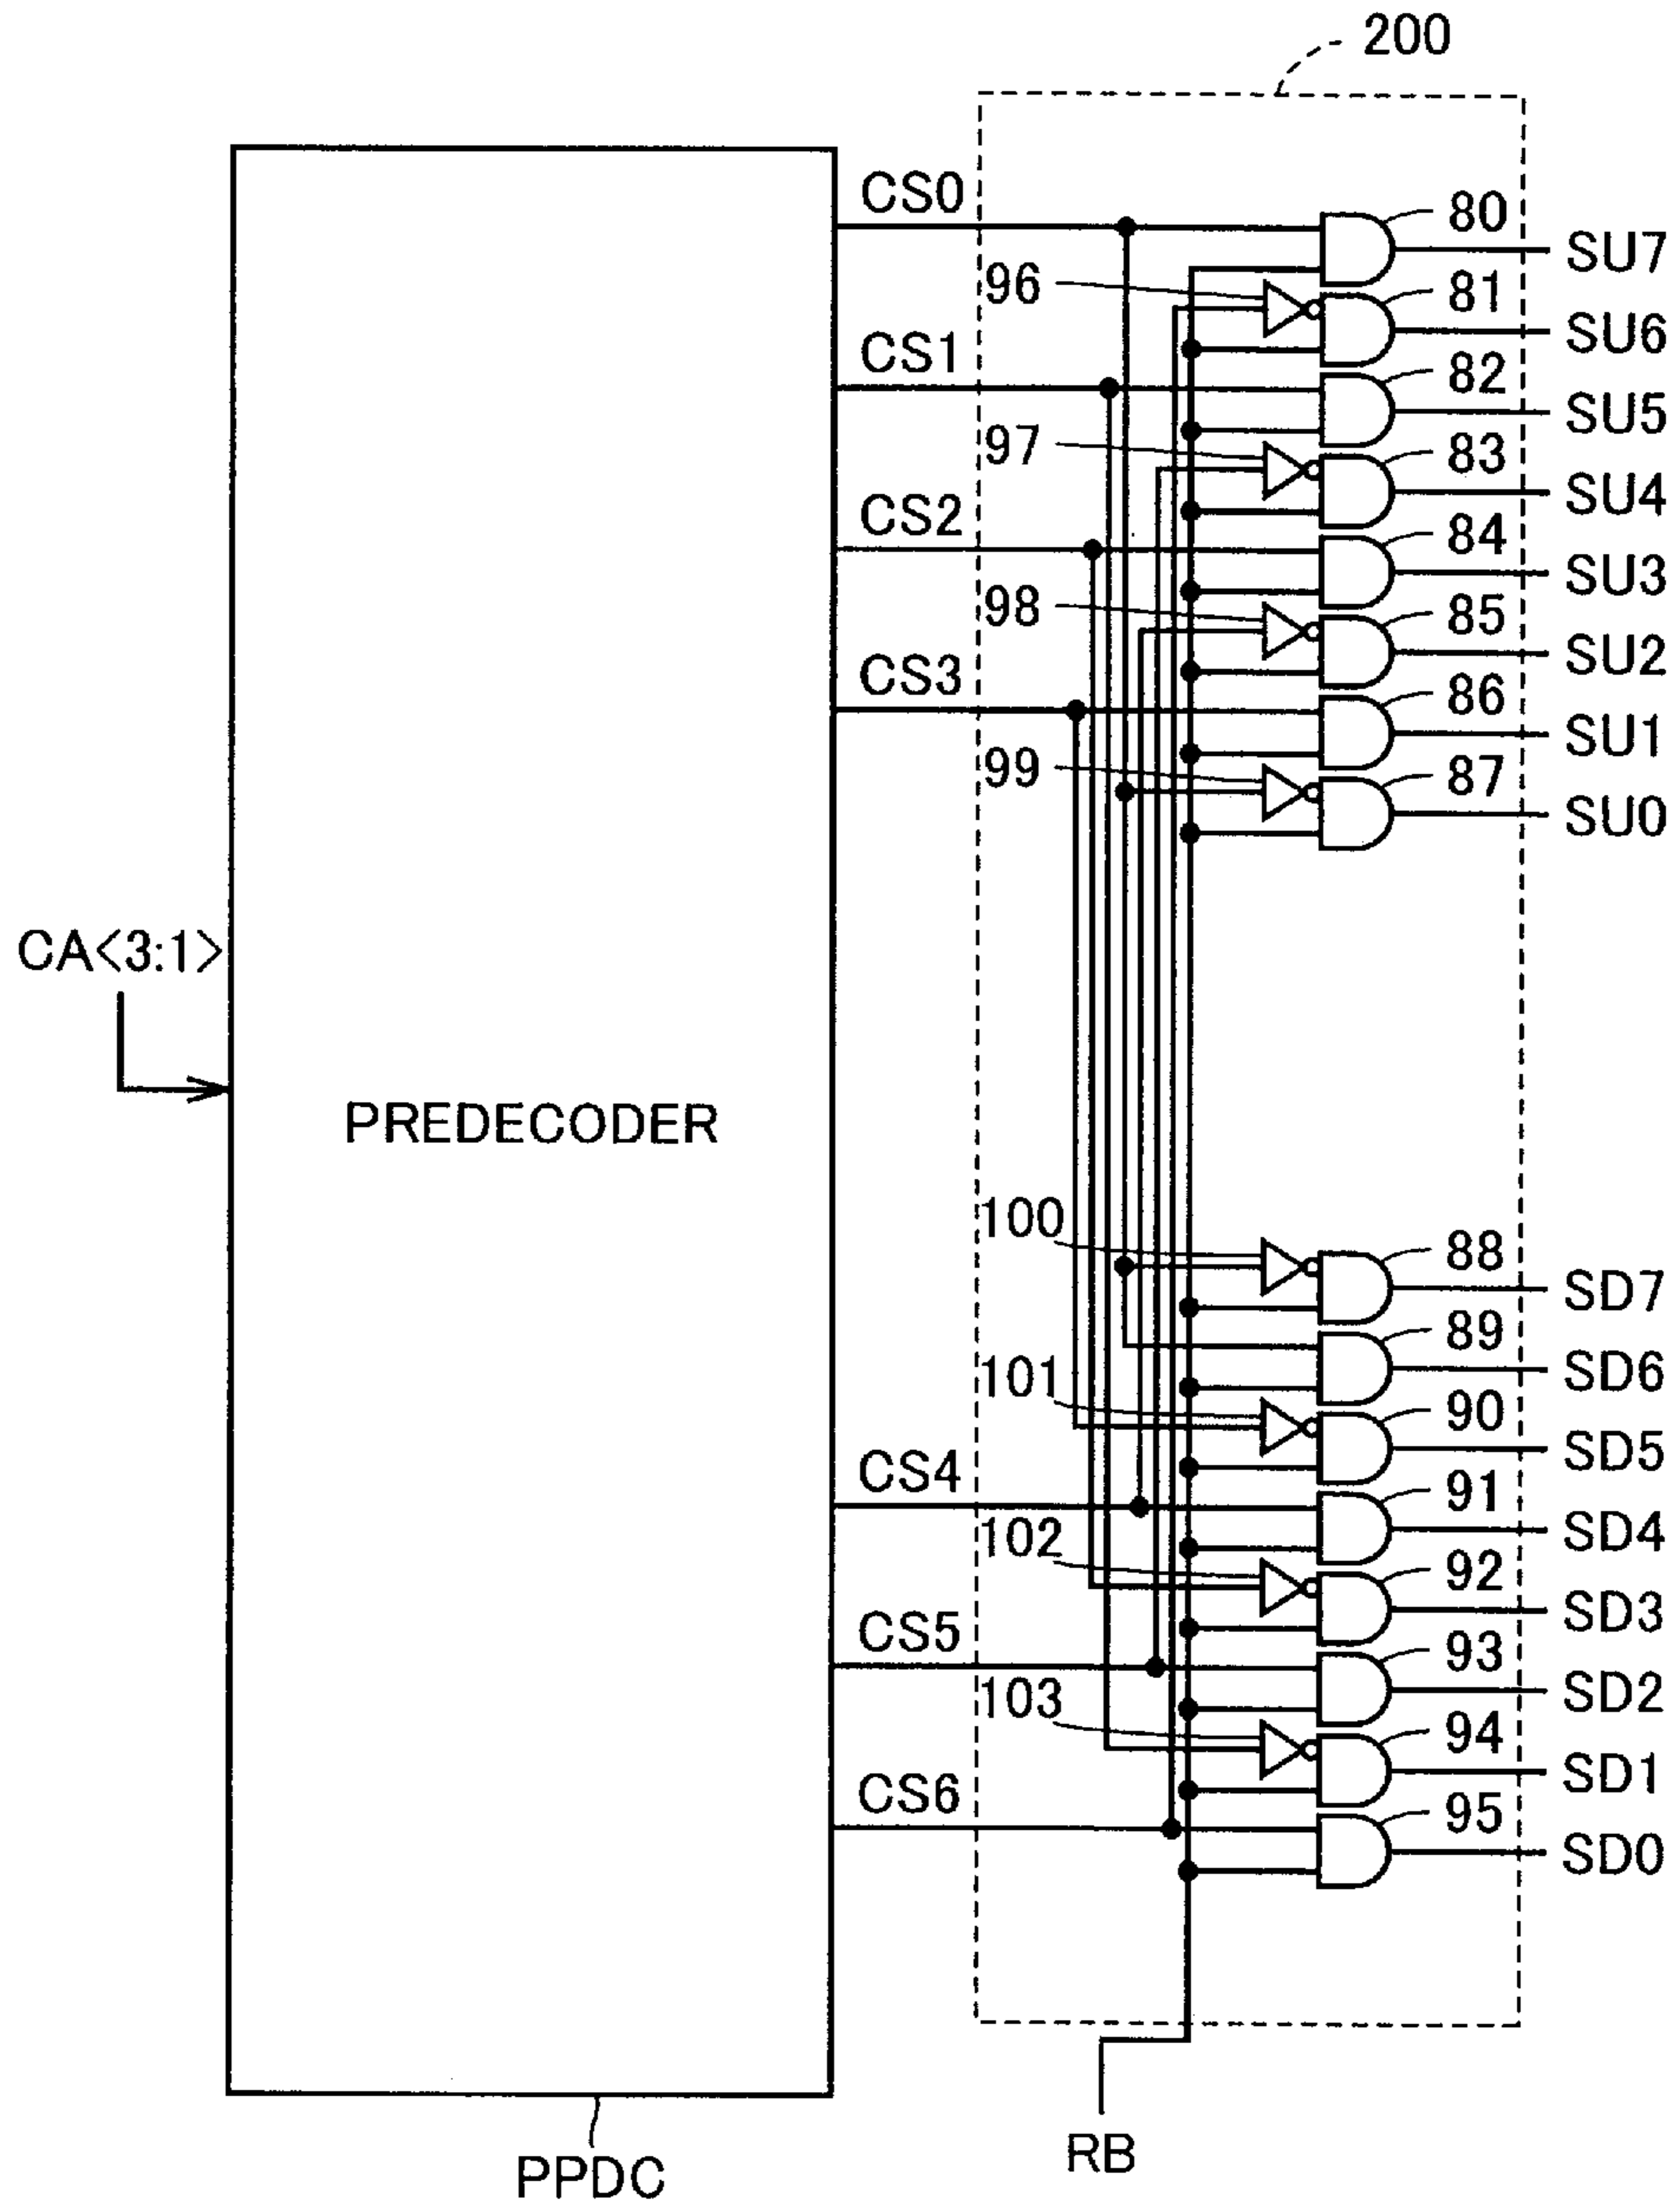 200
CS0
80
SU7
96
81
SU6
CS1
82
SU5
97
83
SU4
CS2
84
SU3
98
85
SU2
CS3
86
SU1
99
87
SU0
CA<3:1>
PREDECODER
100
88
SD7
89
SD6
101
90
SD5
CS4
91
SD4
102
92
SD3
CS5
93
SD2
103
94
SD1
CS6
95
SD0
RB
PPDC